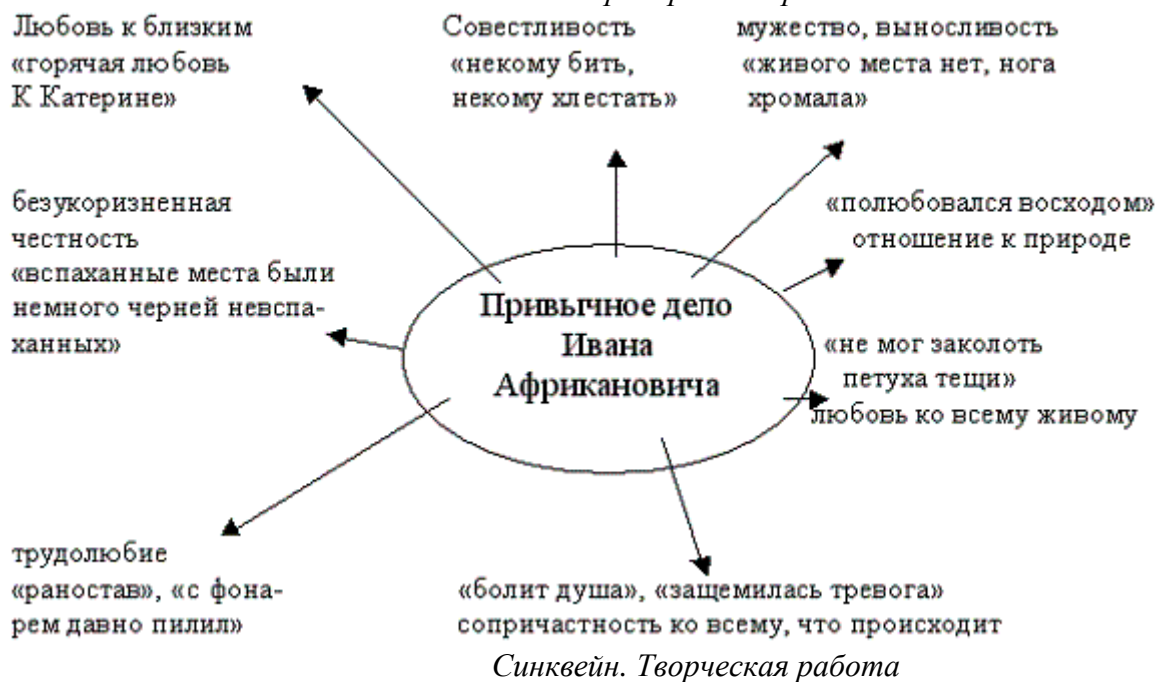 Любовь к близким
«горячая любовь
К Катерине»
Совестливость
«некому бить,
некому хлестать»
мужество, выносливость
«живого места нет, нога
хромала»
безукоризненная
честность
«вспаханные места были
немного черней невспа-
ханных»
«полюбовался восходом»
отношение к природе
Привычное дело
Ивана
Африкановича
«не мог заколоть
петуха тещи»
любовь ко всему живому
трудолюбие
«раностав», «с фона-
рем давно пилил»
«болит душа», «защемилась тревога»
сопричастность ко всему, что происходит
Синквейн. Творческая работа